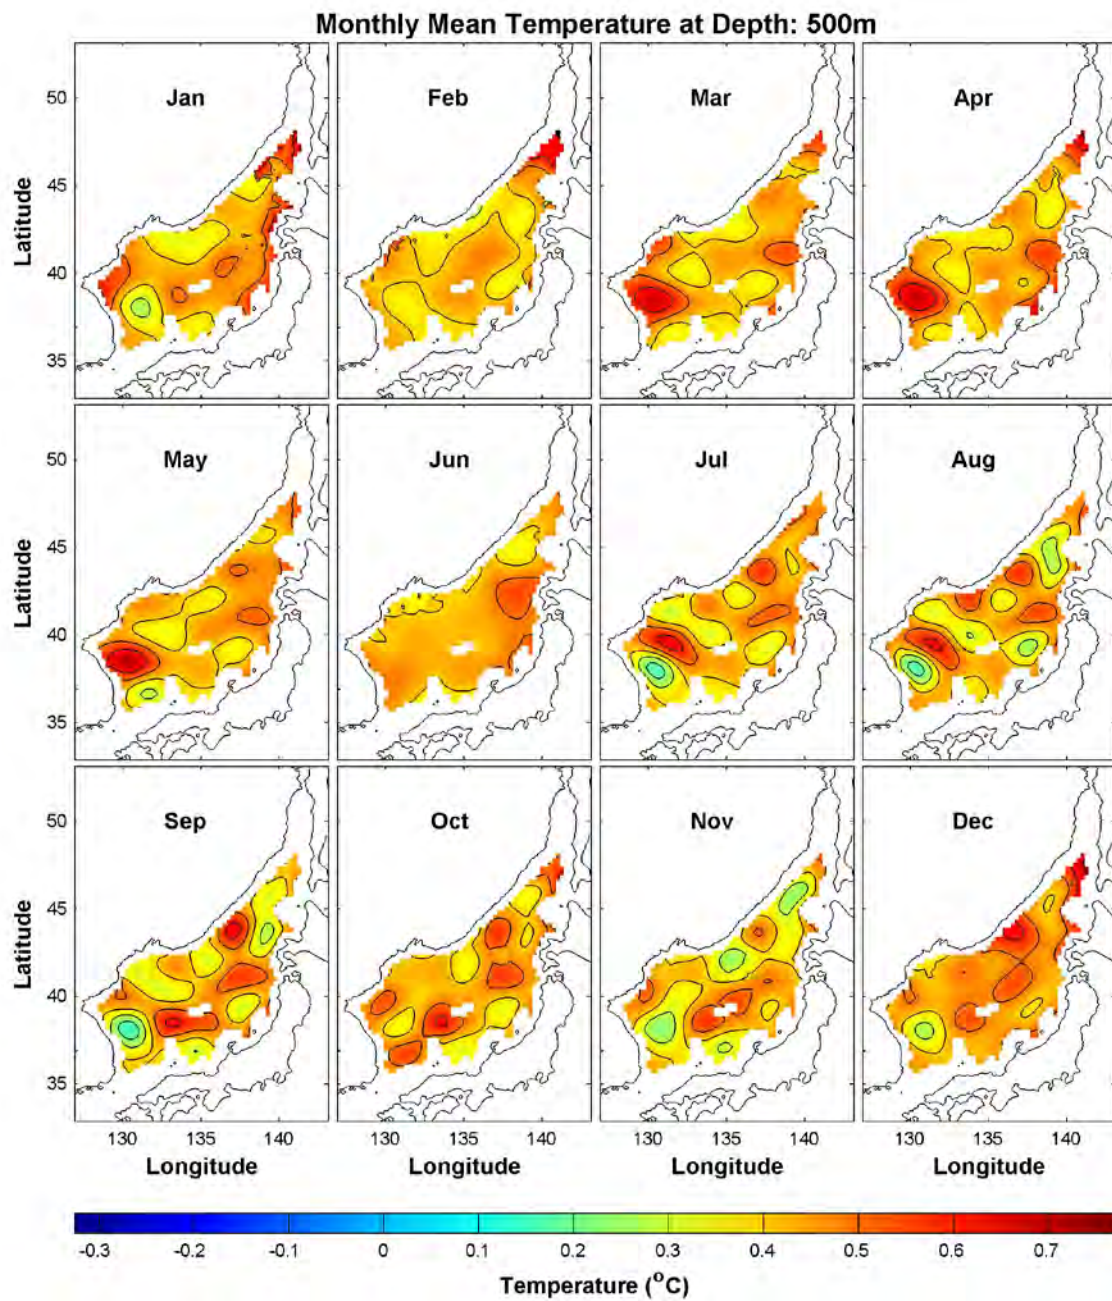 Monthly Mean Temperature at Depth: 500m
Jan
Feb
Mar
Apr
50
45
40
35
Latitude
May
Jun
Jul
Aug
50
45
40
35
Latitude
Sep
Oct
Nov
Dec
50
45
40
35
Latitude
130 135 140
130 135 140
130 135 140
130 135 140
Longitude
Longitude
Longitude
Longitude
-0.3 -0.2 -0.1 0 0.1 0.2 0.3 0.4 0.5 0.6 0.7
Temperature (°C)